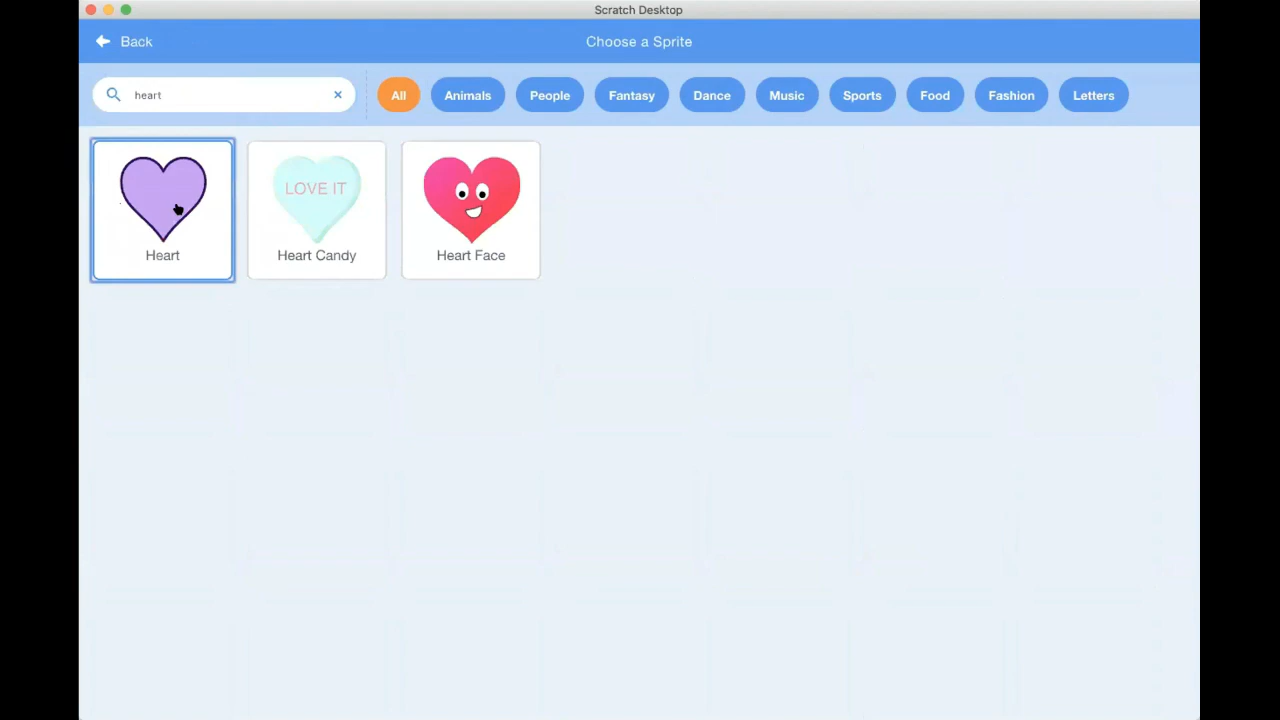 Scratch Desktop
Back
Choose a Sprite
heart
All
Animals
People
Fantasy
Dance
Music
Sports
Food
Fashion
Letters
LOVE IT
Heart
Heart Candy
Heart Face